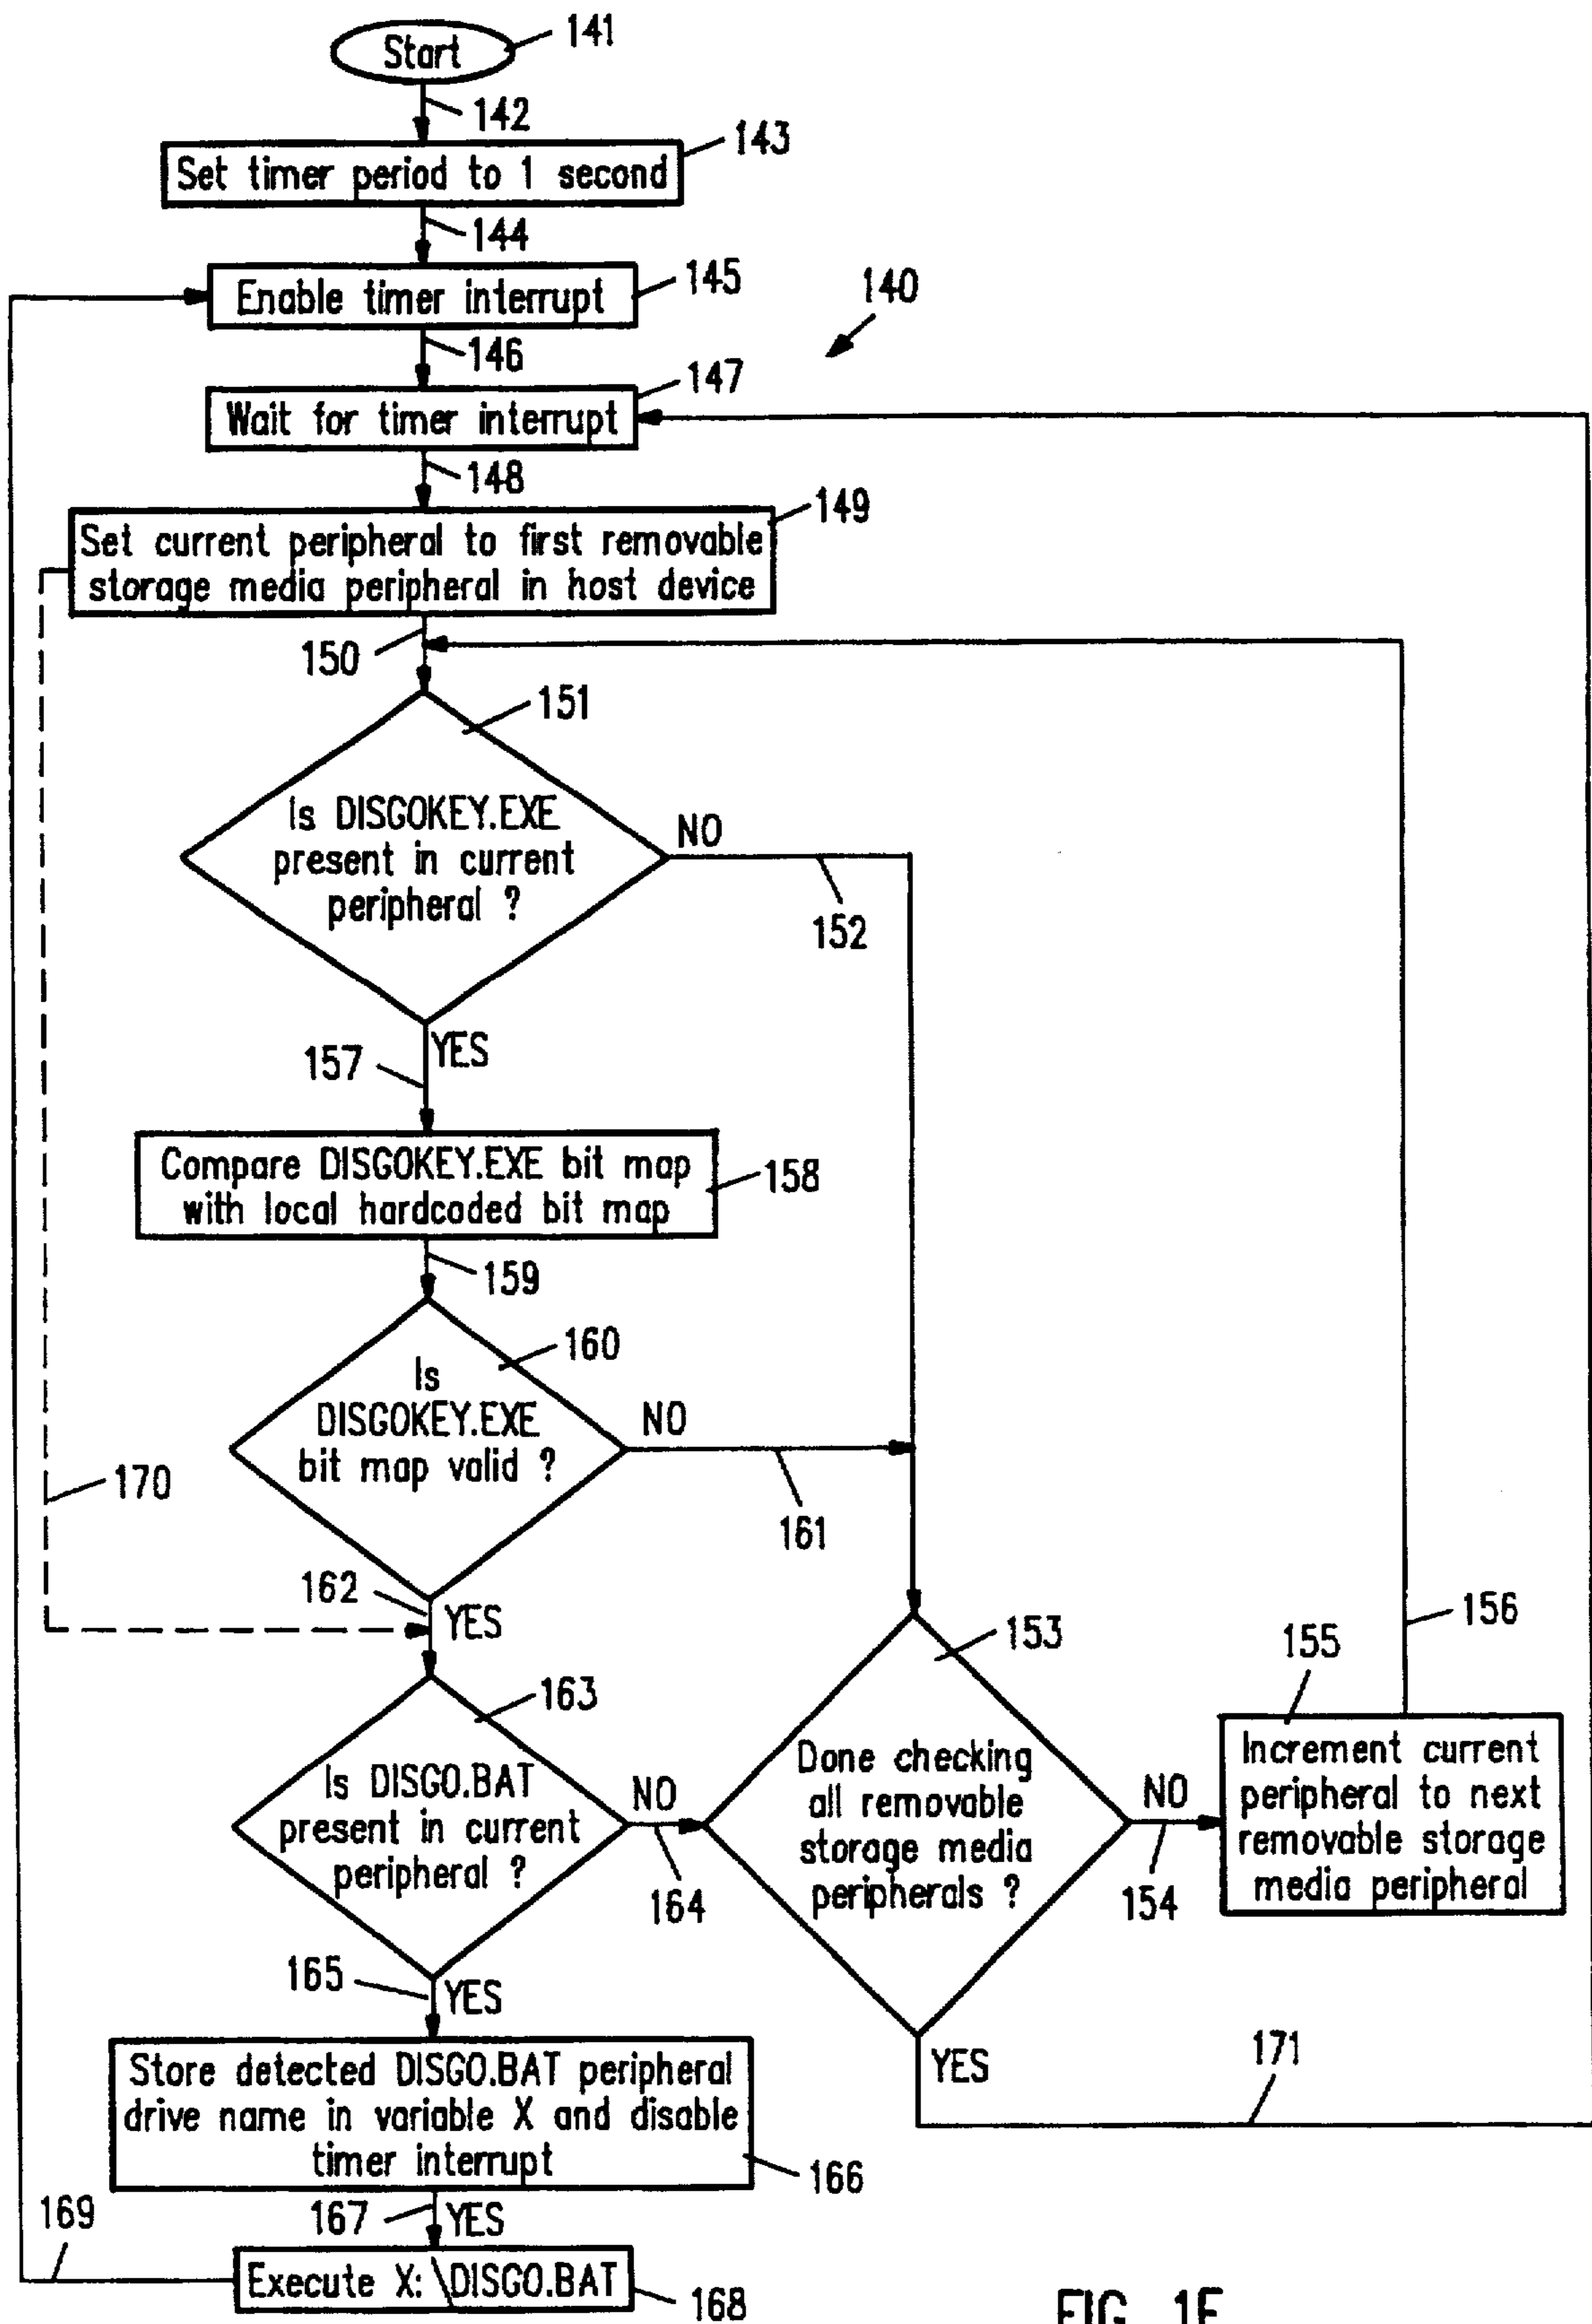 Start
141
142
Set timer period to 1 second
143
144
Enable timer interrupt
145
140
146
Wait for timer interrupt
147
148
Set current peripheral to first removable
storage media peripheral in host device
149
150
151
Is DISGOKEY.EXE
present in current
peripheral ?
NO
152
157
YES
Compare DISGOKEY.EXE bit map
with local hardcoded bit map
158
159
160
Is
DISGOKEY.EXE
bit map valid ?
NO
161
170
162
YES
153
156
155
163
Is DISGO.BAT
present in current
peripheral ?
NO
164
Done checking
all removable
storage media
peripherals ?
NO
154
Increment current
peripheral to next
removable storage
media peripheral
165
YES
YES
171
Store detected DISGO.BAT peripheral
drive name in variable X and disable
timer interrupt
166
167
YES
169
Execute X: \DISGO.BAT
168